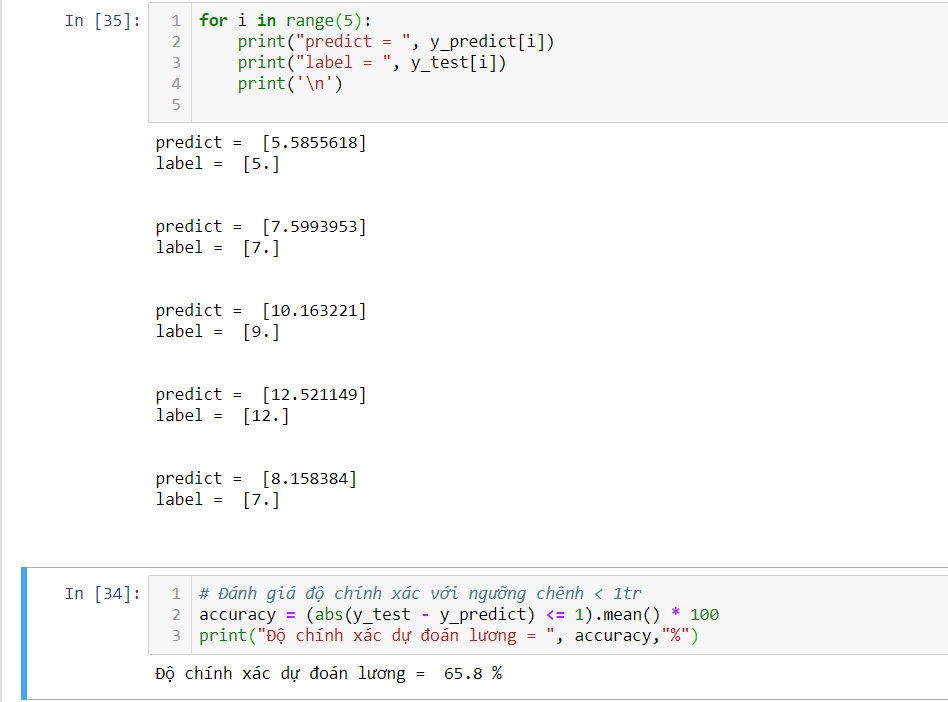 In [35]:
1 for i in range(5):
2     print("predict = ", y_predict[i])
3     print("label = ", y_test[i])
4     print('\n')
5
predict =  [5.5855618]
label =  [5.]
predict =  [7.5993953]
label =  [7.]
predict =  [10.163221]
label =  [9.]
predict =  [12.521149]
label =  [12.]
predict =  [8.158384]
label =  [7.]
In [34]:
1 # Đánh giá độ chính xác với ngưỡng chênh < 1tr
2 accuracy = (abs(y_test - y_predict) <= 1).mean() * 100
3 print("Độ chính xác dự đoán lương = ", accuracy,"%")
Độ chính xác dự đoán lương =  65.8 %